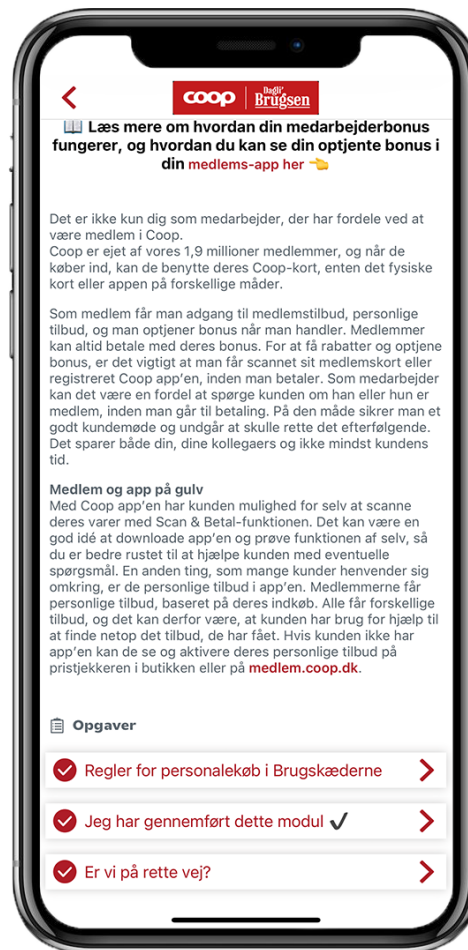 coop Dagli' Brugsen
📖 Læs mere om hvordan din medarbejderbonus
fungerer, og hvordan du kan se din optjente bonus i
din medlems-app her 👈
Det er ikke kun dig som medarbejder, der har fordele ved at
være medlem i Coop.
Coop er ejet af vores 1,9 millioner medlemmer, og når de
køber ind, kan de benytte deres Coop-kort, enten det fysiske
kort eller appen på forskellige måder.
Som medlem får man adgang til medlemstilbud, personlige
tilbud, og man optjener bonus når man handler. Medlemmer
kan altid betale med deres bonus. For at få rabatter og optjene
bonus, er det vigtigt at man får scannet sit medlemskort eller
registreret Coop app'en, inden man betaler. Som medarbejder
kan det være en fordel at spørge kunden om han eller hun er
medlem, inden man går til betaling. På den måde sikrer man et
godt kundemøde og undgår at skulle rette det efterfølgende.
Det sparer både din, dine kollegaers og ikke mindst kundens
tid.
Medlem og app på gulv
Med Coop app'en har kunden mulighed for selv at scanne
deres varer med Scan & Betal-funktionen. Det kan være en
god idé at downloade app'en og prøve funktionen af selv, så
du er bedre rustet til at hjælpe kunden med eventuelle
spørgsmål. En anden ting, som mange kunder henvender sig
omkring, er de personlige tilbud i app'en. Medlemmerne får
personlige tilbud, baseret på deres indkøb. Alle får forskellige
tilbud, og det kan derfor være, at kunden har brug for hjælp til
at finde netop det tilbud, de har fået. Hvis kunden ikke har
app'en kan de se og aktivere deres personlige tilbud på
pristjekkeren i butikken eller på medlem.coop.dk.
Opgaver
Regler for personalekøb i Brugskæderne
Jeg har gennemført dette modul ✔
Er vi på rette vej?